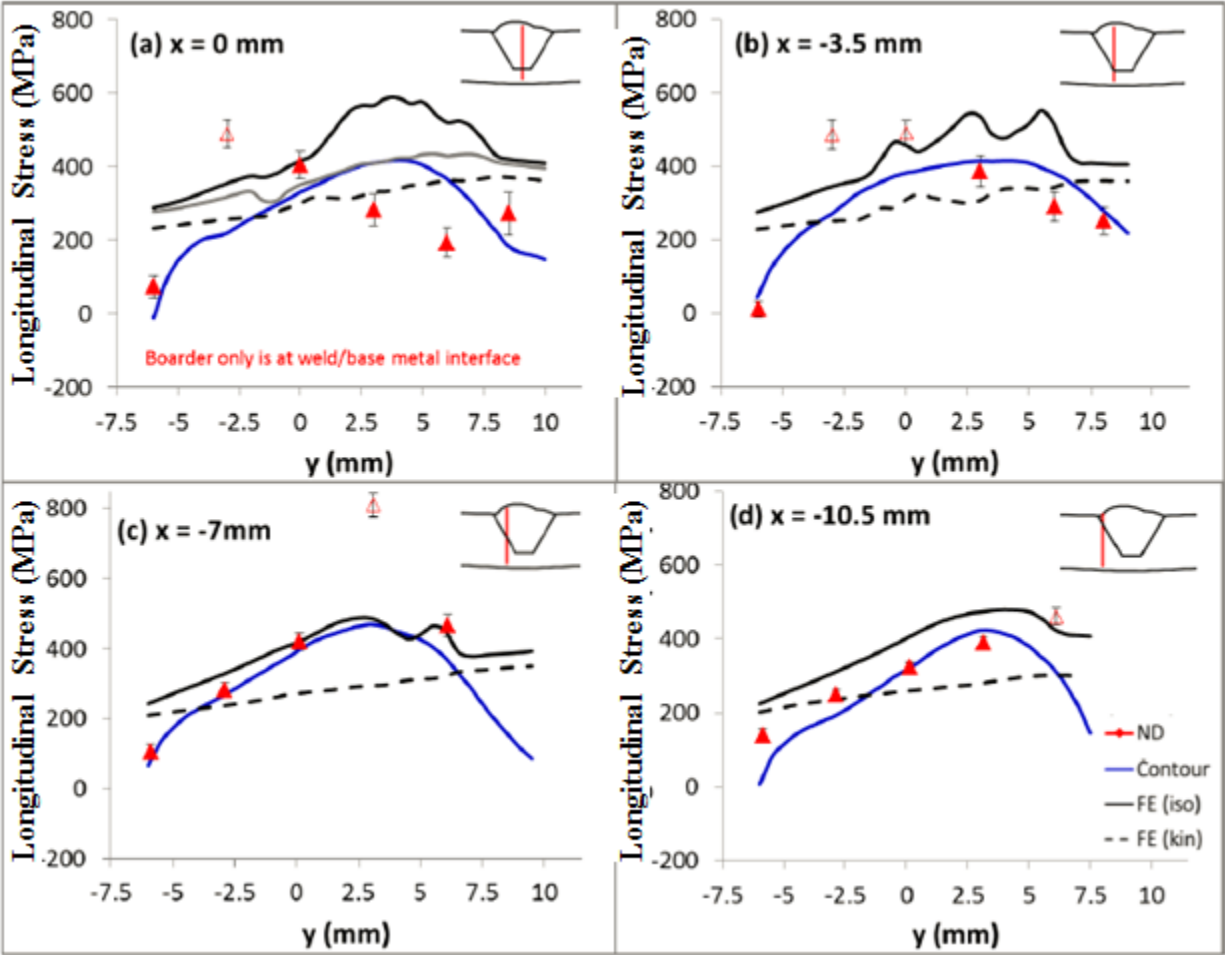 Longitudinal Stress (MPa)
800
600
400
200
0
-200
(a) x = 0 mm
Boarder only is at weld/base metal interface
-7.5 -5 -2.5 0 2.5 5 7.5 10
y (mm)
Longitudinal Stress (MPa)
800
600
400
200
0
-200
(b) x = -3.5 mm
-7.5 -5 -2.5 0 2.5 5 7.5 10
y (mm)
Longitudinal Stress (MPa)
800
600
400
200
0
-200
(c) x = -7mm
-7.5 -5 -2.5 0 2.5 5 7.5 10
y (mm)
Longitudinal Stress (MPa)
800
600
400
200
0
-200
(d) x = -10.5 mm
ND
Contour
FE (iso)
FE (kin)
-7.5 -5 -2.5 0 2.5 5 7.5 10
y (mm)